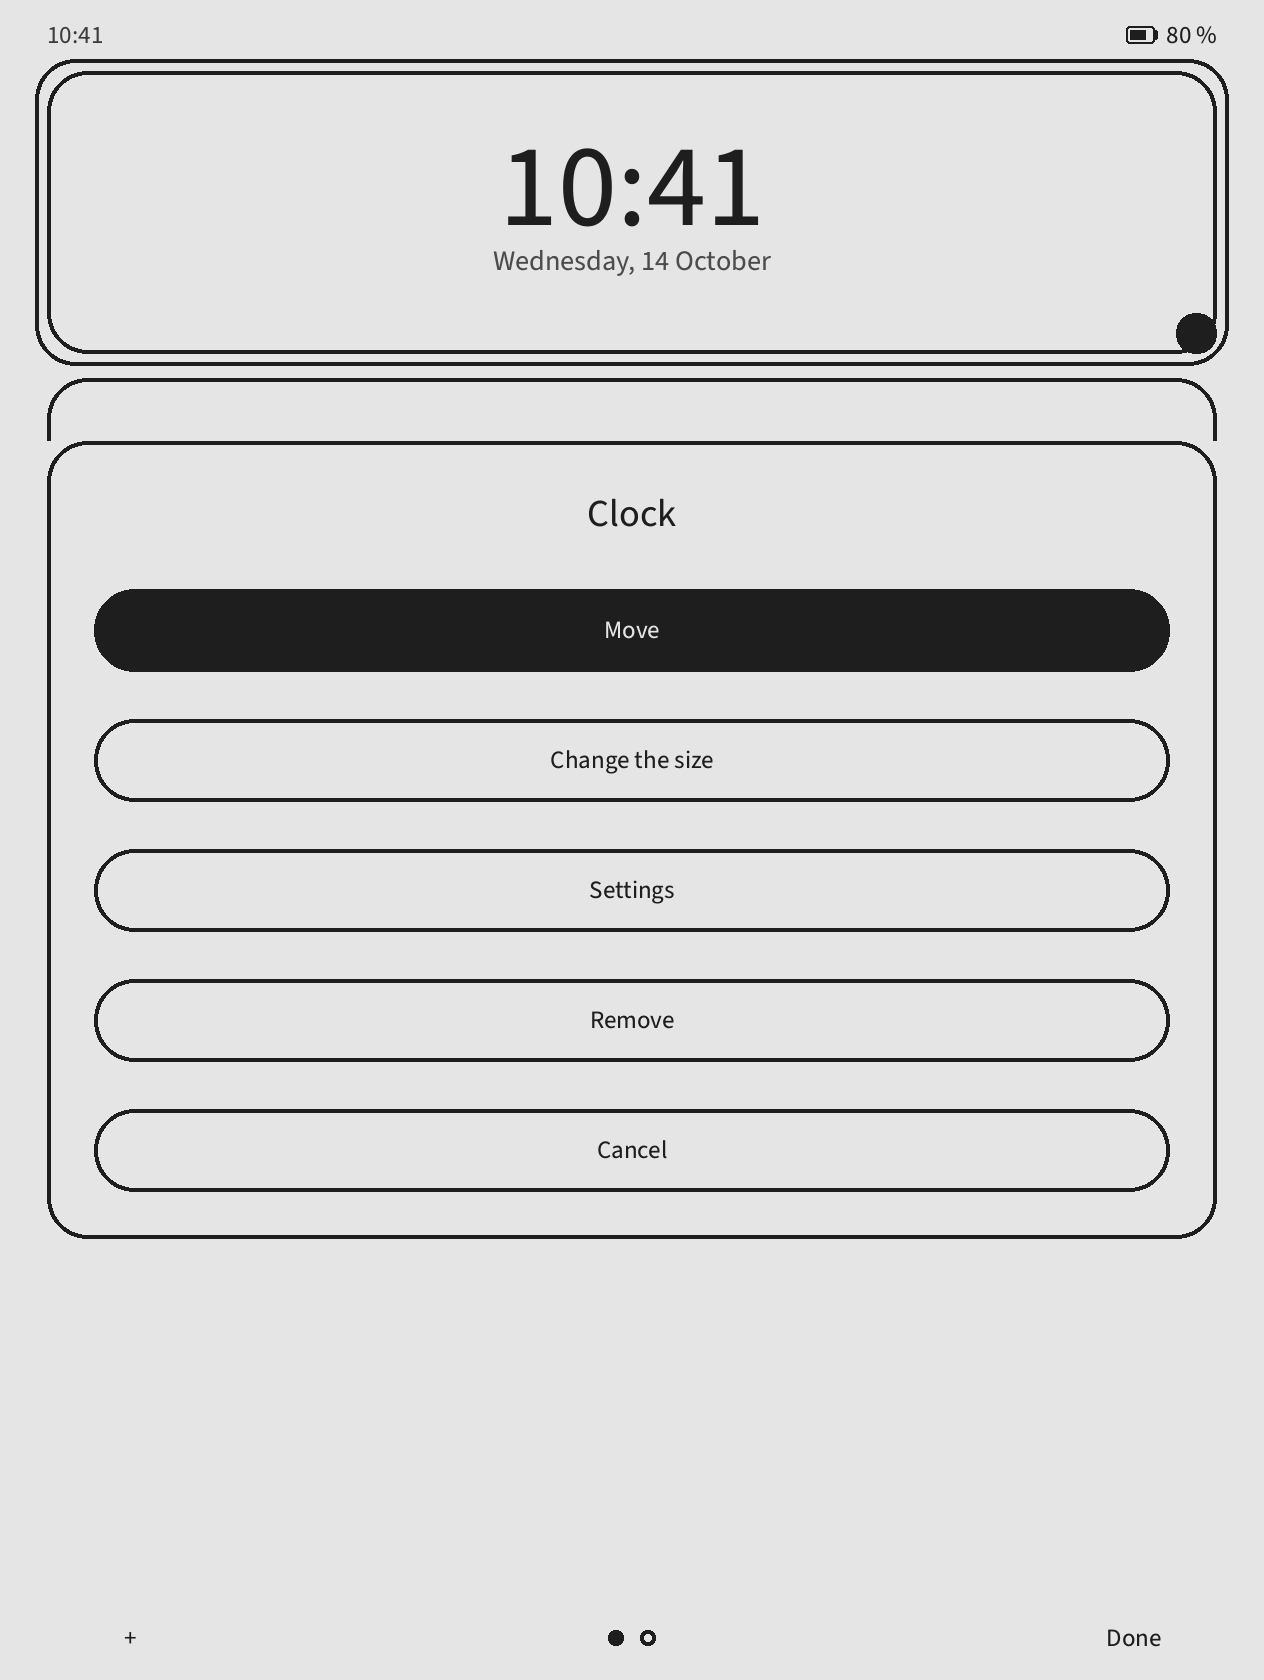 10:41
80 %
10:41
Wednesday, 14 October
Clock
Move
Change the size
Settings
Remove
Cancel
+
Done